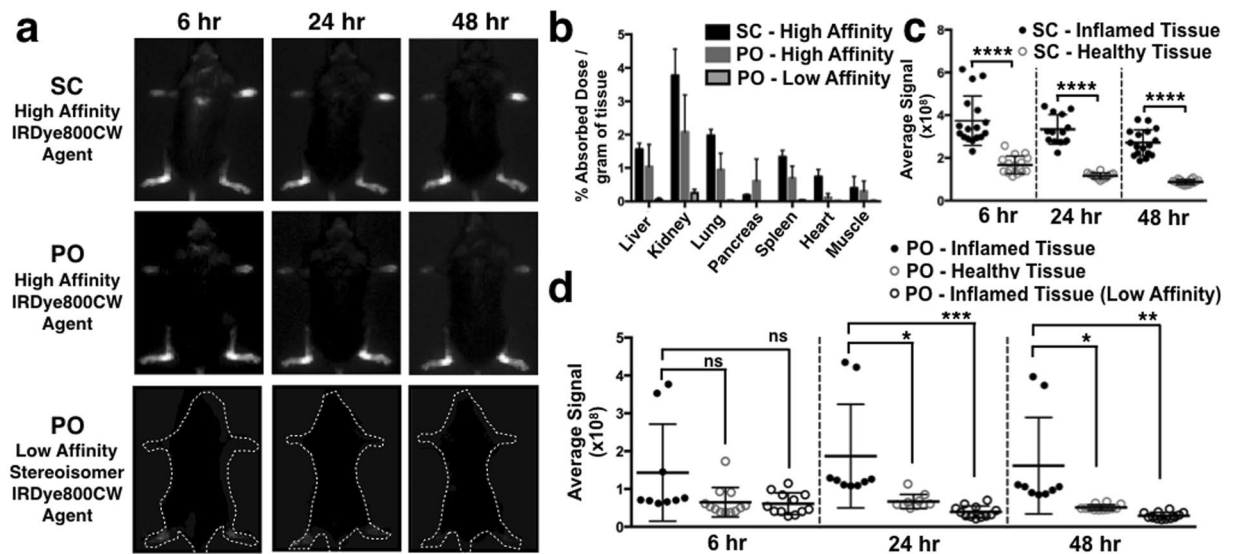 a
6 hr
24 hr
48 hr
SC
High Affinity
IRDye800CW
Agent
PO
High Affinity
IRDye800CW
Agent
PO
Low Affinity
Stereoisomer
IRDye800CW
Agent
b
SC - High Affinity
PO - High Affinity
PO - Low Affinity
% Absorbed Dose /
gram of tissue
5
4
3
2
1
0
Liver
Kidney
Lung
Pancreas
Spleen
Heart
Muscle
c
SC - Inflamed Tissue
SC - Healthy Tissue
Average Signal
(x10⁸)
8
6
4
2
0
****
****
****
6 hr
24 hr
48 hr
d
PO - Inflamed Tissue
PO - Healthy Tissue
PO - Inflamed Tissue (Low Affinity)
Average Signal
(x10⁸)
5
4
3
2
1
0
ns
ns
***
*
**
*
6 hr
24 hr
48 hr